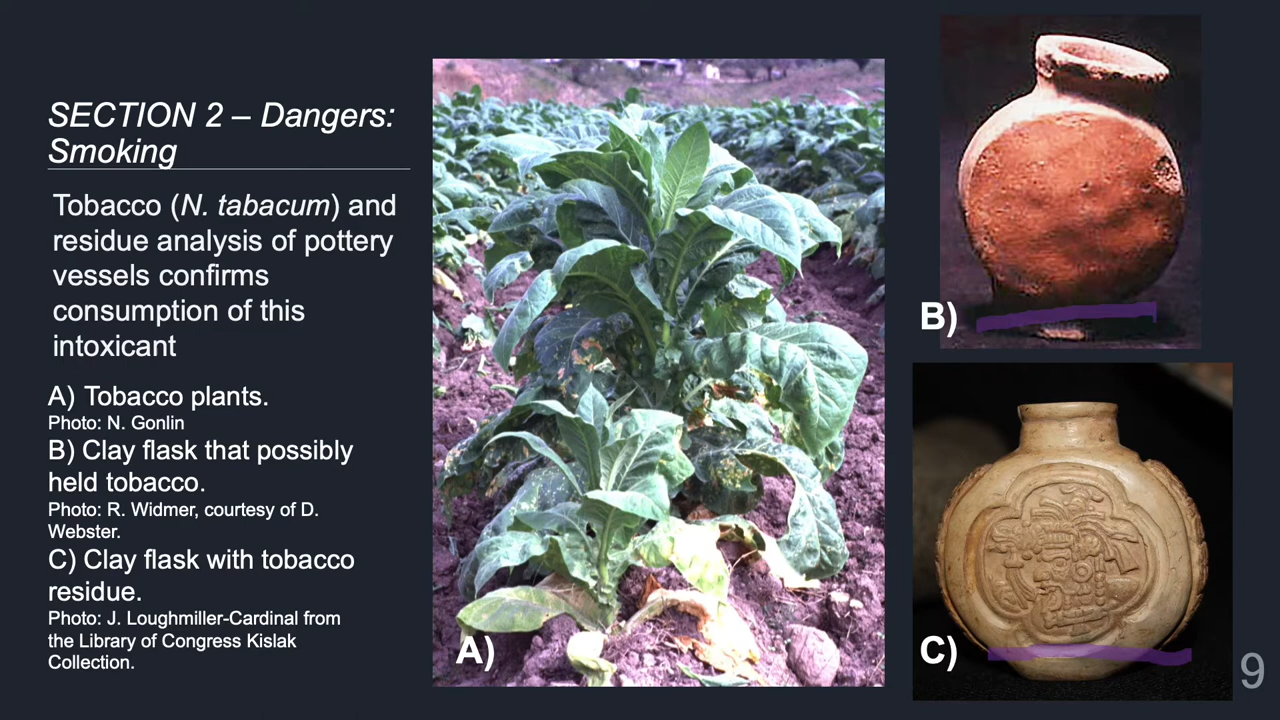 SECTION 2 – Dangers:
Smoking
Tobacco (N. tabacum) and
residue analysis of pottery
vessels confirms
consumption of this
intoxicant
A) Tobacco plants.
Photo: N. Gonlin
B) Clay flask that possibly
held tobacco.
Photo: R. Widmer, courtesy of D.
Webster.
C) Clay flask with tobacco
residue.
Photo: J. Loughmiller-Cardinal from
the Library of Congress Kislak
Collection.
A)
B)
C)
9